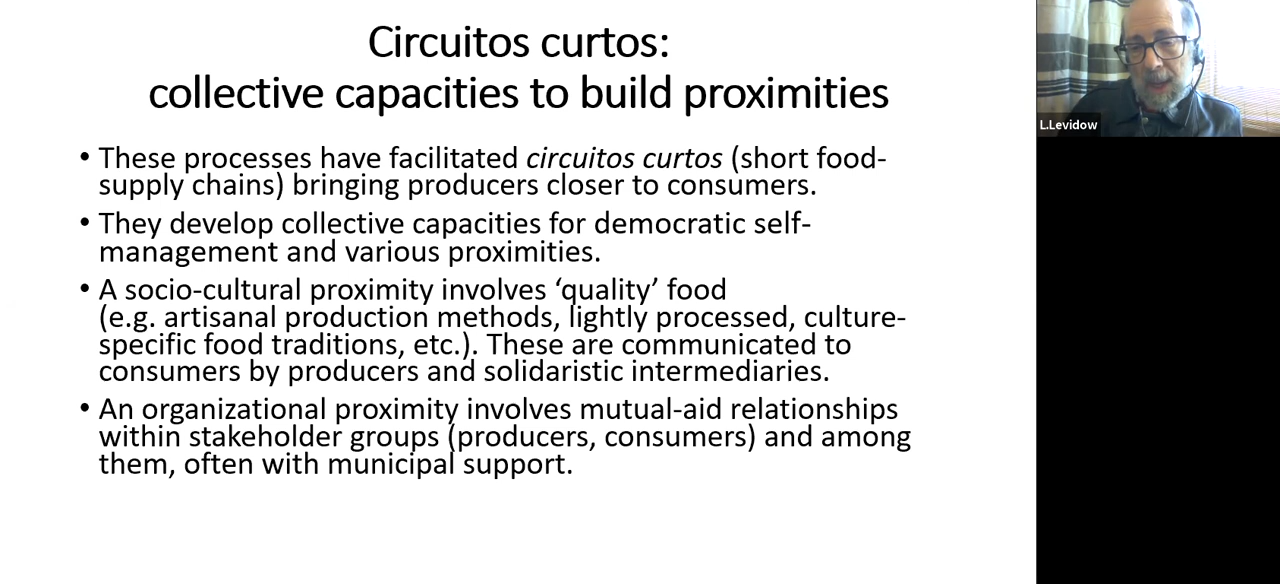 Circuitos curtos:
collective capacities to build proximities
• These processes have facilitated circuitos curtos (short food-
supply chains) bringing producers closer to consumers.
• They develop collective capacities for democratic self-
management and various proximities.
• A socio-cultural proximity involves ‘quality’ food
(e.g. artisanal production methods, lightly processed, culture-
specific food traditions, etc.). These are communicated to
consumers by producers and solidaristic intermediaries.
• An organizational proximity involves mutual-aid relationships
within stakeholder groups (producers, consumers) and among
them, often with municipal support.
L.Levidow